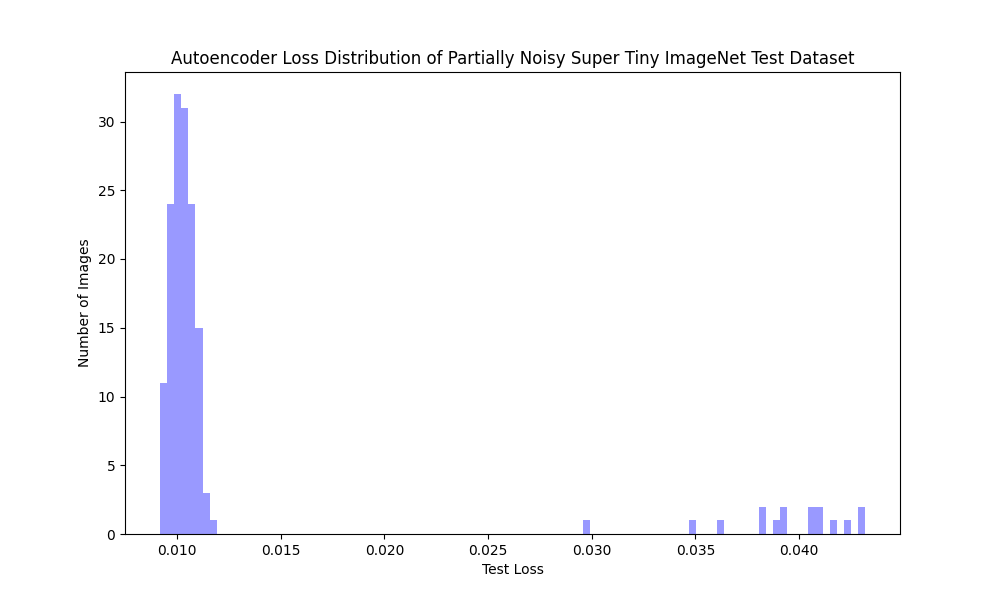 Autoencoder Loss Distribution of Partially Noisy Super Tiny ImageNet Test Dataset
Number of Images
30
25
20
15
10
5
0
0.010 0.015 0.020 0.025 0.030 0.035 0.040
Test Loss